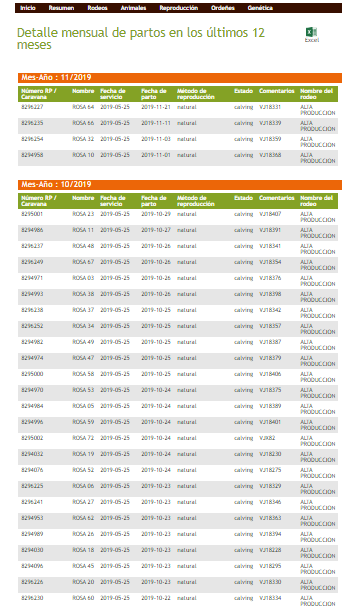 Inicio Resumen Rodeos Animales Reproducción Ordeñes Genética
Detalle mensual de partos en los últimos 12
meses
Excel
Mes-Año : 11/2019
Número RP / Nombre Fecha de Fecha de Método de Estado Comentarios Nombre del
Caravana servicio parto reproducción rodeo
8296227 ROSA 64 2019-05-25 2019-11-21 natural calving VJ18331 ALTA
PRODUCCION
8296235 ROSA 66 2019-05-25 2019-11-11 natural calving VJ18339 ALTA
PRODUCCION
8296254 ROSA 32 2019-05-25 2019-11-03 natural calving VJ18359 ALTA
PRODUCCION
8294958 ROSA 10 2019-05-25 2019-11-01 natural calving VJ18368 ALTA
PRODUCCION
Mes-Año : 10/2019
Número RP / Nombre Fecha de Fecha de Método de Estado Comentarios Nombre del
Caravana servicio parto reproducción rodeo
8295001 ROSA 23 2019-05-25 2019-10-29 natural calving VJ18407 ALTA
PRODUCCION
8294986 ROSA 11 2019-05-25 2019-10-27 natural calving VJ18391 ALTA
PRODUCCION
8296237 ROSA 48 2019-05-25 2019-10-26 natural calving VJ18341 ALTA
PRODUCCION
8296249 ROSA 67 2019-05-25 2019-10-26 natural calving VJ18354 ALTA
PRODUCCION
8294971 ROSA 03 2019-05-25 2019-10-26 natural calving VJ18376 ALTA
PRODUCCION
8294993 ROSA 38 2019-05-25 2019-10-26 natural calving VJ18398 ALTA
PRODUCCION
8296238 ROSA 37 2019-05-25 2019-10-25 natural calving VJ18342 ALTA
PRODUCCION
8296252 ROSA 34 2019-05-25 2019-10-25 natural calving VJ18357 ALTA
PRODUCCION
8294982 ROSA 49 2019-05-25 2019-10-25 natural calving VJ18387 ALTA
PRODUCCION
8294974 ROSA 47 2019-05-25 2019-10-25 natural calving VJ18379 ALTA
PRODUCCION
8295000 ROSA 58 2019-05-25 2019-10-25 natural calving VJ18406 ALTA
PRODUCCION
8294970 ROSA 53 2019-05-25 2019-10-24 natural calving VJ18375 ALTA
PRODUCCION
8294984 ROSA 05 2019-05-25 2019-10-24 natural calving VJ18389 ALTA
PRODUCCION
8294996 ROSA 59 2019-05-25 2019-10-24 natural calving VJ18401 ALTA
PRODUCCION
8295002 ROSA 72 2019-05-25 2019-10-24 natural calving VJX82 ALTA
PRODUCCION
8294032 ROSA 19 2019-05-25 2019-10-24 natural calving VJ18230 ALTA
PRODUCCION
8294076 ROSA 52 2019-05-25 2019-10-24 natural calving VJ18275 ALTA
PRODUCCION
8296225 ROSA 06 2019-05-25 2019-10-23 natural calving VJ18329 ALTA
PRODUCCION
8296241 ROSA 27 2019-05-25 2019-10-23 natural calving VJ18346 ALTA
PRODUCCION
8294953 ROSA 62 2019-05-25 2019-10-23 natural calving VJ18363 ALTA
PRODUCCION
8294989 ROSA 26 2019-05-25 2019-10-23 natural calving VJ18394 ALTA
PRODUCCION
8294030 ROSA 18 2019-05-25 2019-10-23 natural calving VJ18228 ALTA
PRODUCCION
8294096 ROSA 45 2019-05-25 2019-10-23 natural calving VJ18295 ALTA
PRODUCCION
8296226 ROSA 20 2019-05-25 2019-10-23 natural calving VJ18330 ALTA
PRODUCCION
8296230 ROSA 60 2019-05-25 2019-10-22 natural calving VJ18334 ALTA
PRODUCCION